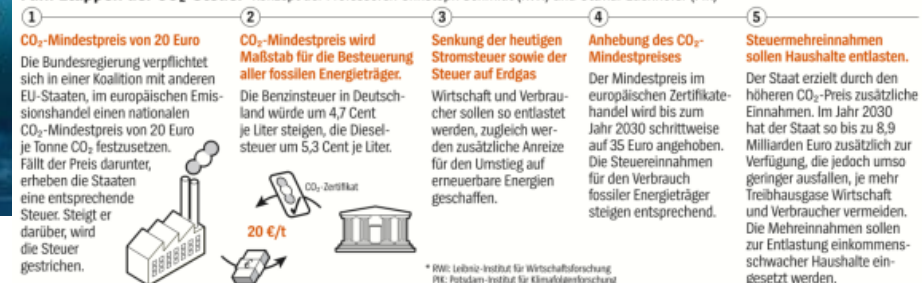 1
CO₂-Mindestpreis von 20 Euro
Die Bundesregierung verpflichtet
sich in einer Koalition mit anderen
EU-Staaten, im europäischen Emis-
sionshandel einen nationalen
CO₂-Mindestpreis von 20 Euro
je Tonne CO₂ festzusetzen.
Fällt der Preis darunter,
erheben die Staaten
eine entsprechende
Steuer. Steigt er
darüber, wird
die Steuer
gestrichen.
2
CO₂-Mindestpreis wird
Maßstab für die Besteuerung
aller fossilen Energieträger.
Die Benzinsteuer in Deutsch-
land würde um 4,7 Cent
je Liter steigen, die Diesel-
steuer um 5,3 Cent je Liter.
CO₂-Zertifikat
20 €/t
3
Senkung der heutigen
Stromsteuer sowie der
Steuer auf Erdgas
Wirtschaft und Verbrau-
cher sollen so entlastet
werden, zugleich wer-
den zusätzliche Anreize
für den Umstieg auf
erneuerbare Energien
geschaffen.
4
Anhebung des CO₂-
Mindestpreises
Der Mindestpreis im
europäischen Zertifikate-
handel wird bis zum
Jahr 2030 schrittweise
auf 35 Euro angehoben.
Die Steuereinnahmen
für den Verbrauch
fossiler Energieträger
steigen entsprechend.
5
Steuermehreinnahmen
sollen Haushalte entlasten.
Der Staat erzielt durch den
höheren CO₂-Preis zusätzliche
Einnahmen. Im Jahr 2030
hat der Staat so bis zu 8,9
Milliarden Euro zusätzlich zur
Verfügung, die jedoch umso
geringer ausfallen, je mehr
Treibhausgase Wirtschaft
und Verbraucher vermeiden.
Die Mehreinnahmen sollen
zur Entlastung einkommens-
schwacher Haushalte ein-
gesetzt werden.
* RWI: Leibniz-Institut für Wirtschaftsforschung
PIK: Potsdam-Institut für Klimafolgenforschung